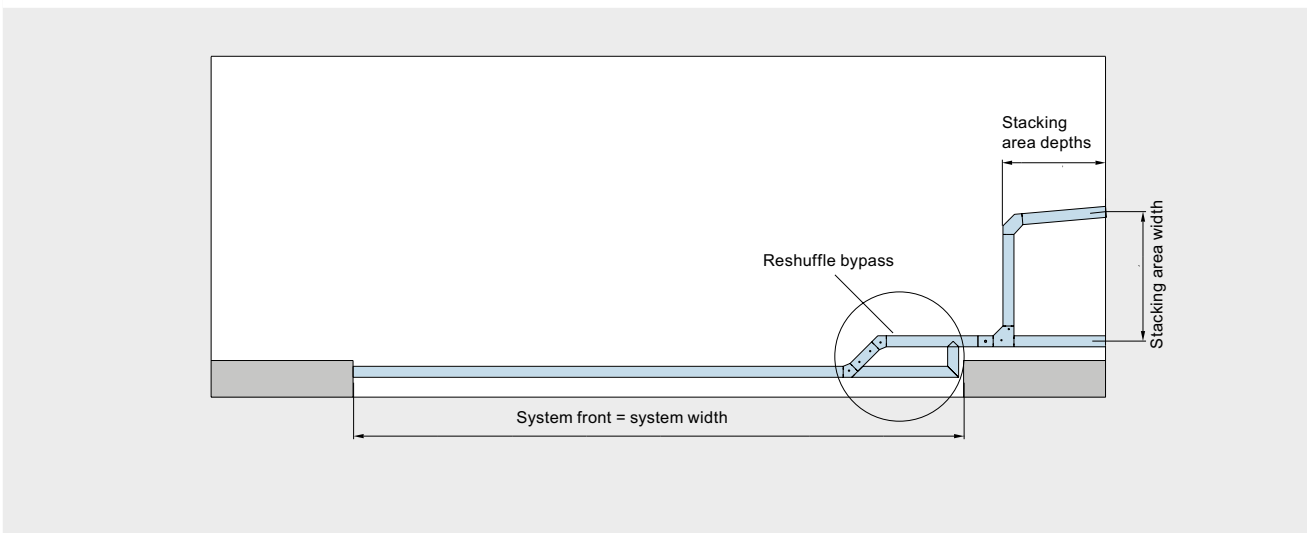 Stacking
area depths
Stacking area width
Reshuffle bypass
System front = system width